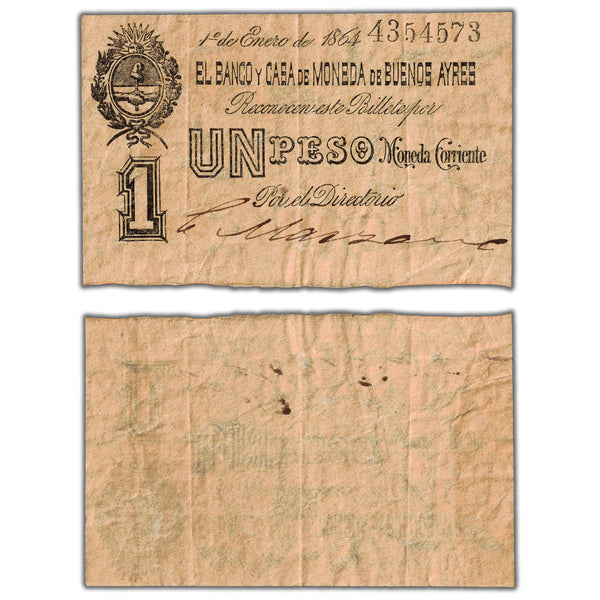 1º de Enero de 1864 4354573
EL BANCO Y CASA DE MONEDA DE BUENOS AYRES
Reconocen este Billete por
1 UN PESO Moneda Corriente
Por el Directorio